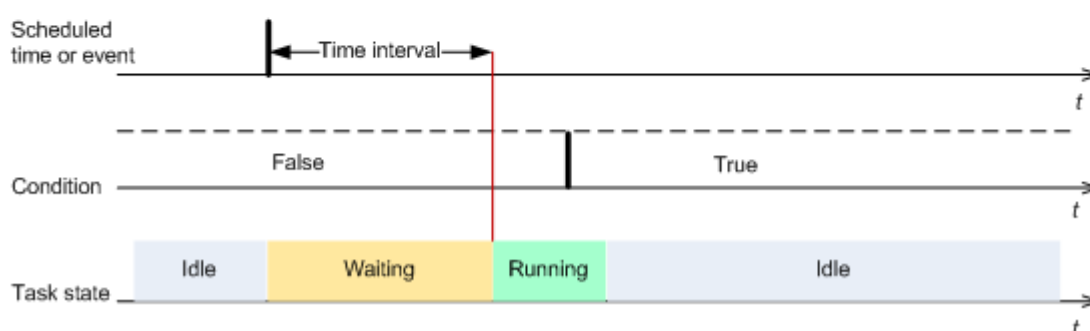 Scheduled
time or event
Time interval
t
False
True
Condition
t
Idle
Waiting
Running
Idle
Task state
t